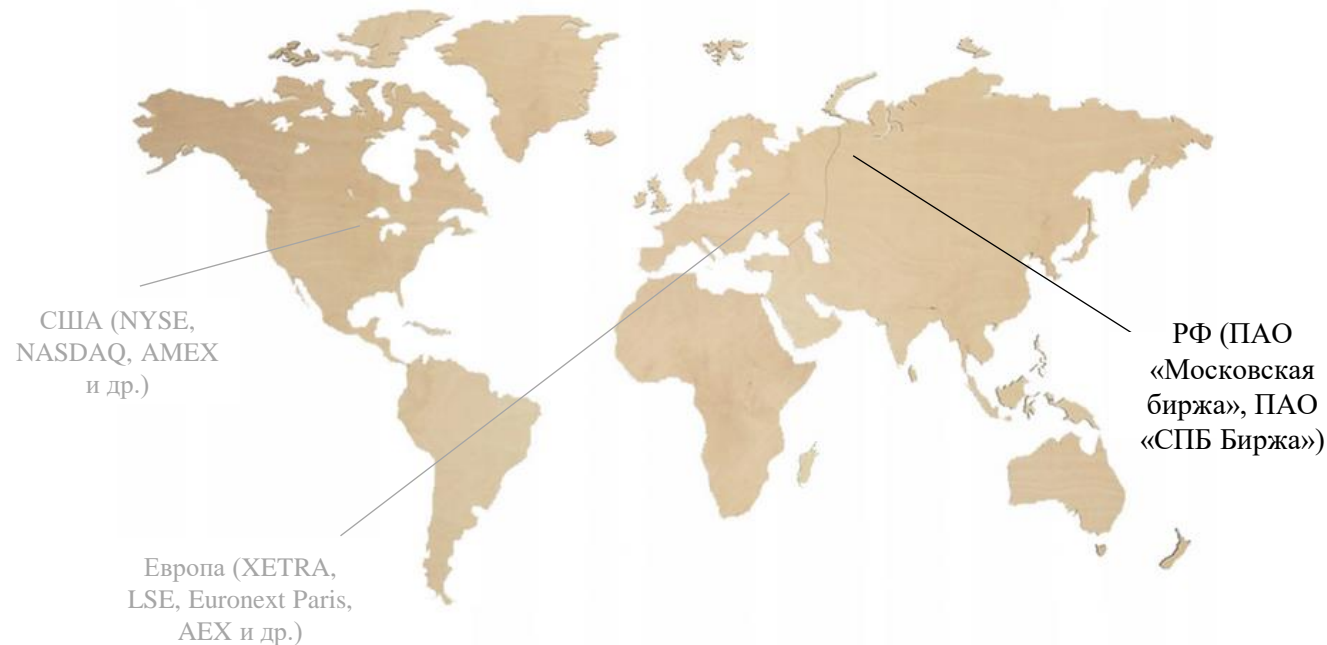 США (NYSE,
NASDAQ, AMEX
и др.)
РФ (ПАО
«Московская
биржа», ПАО
«СПБ Биржа»)
Европа (XETRA,
LSE, Euronext Paris,
AEX и др.)